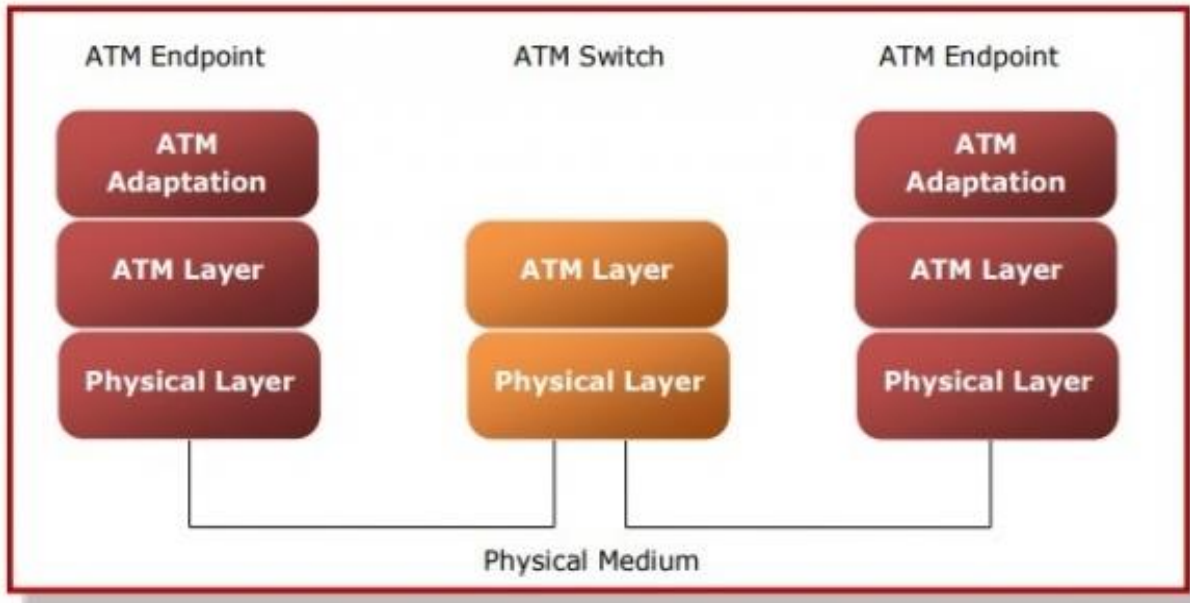 ATM Endpoint
ATM Switch
ATM Endpoint
ATM
Adaptation
ATM Layer
Physical Layer
ATM Layer
Physical Layer
ATM
Adaptation
ATM Layer
Physical Layer
Physical Medium